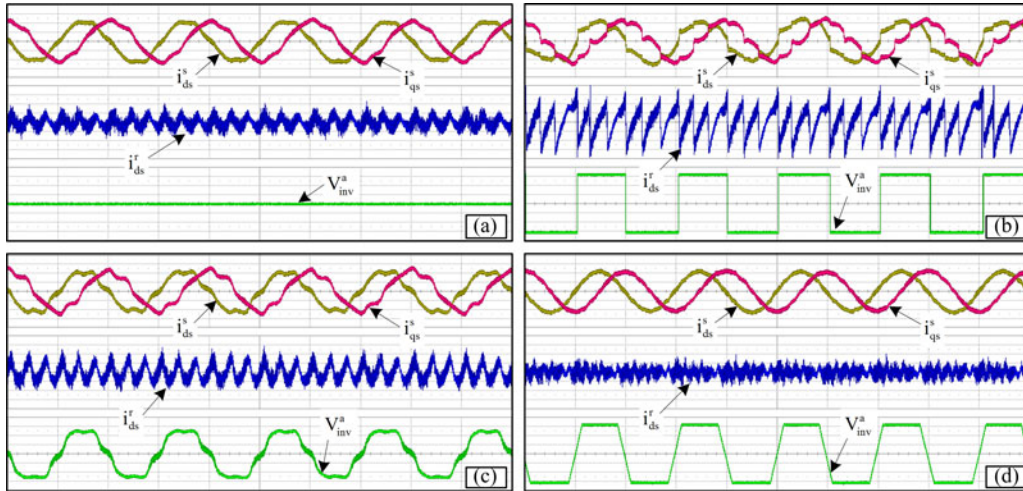 i^s_ds
i^s_qs
i^r_ds
V^a_inv
(a)
i^s_ds
i^s_qs
i^r_ds
V^a_inv
(b)
i^s_ds
i^s_qs
i^r_ds
V^a_inv
(c)
i^s_ds
i^s_qs
i^r_ds
V^a_inv
(d)